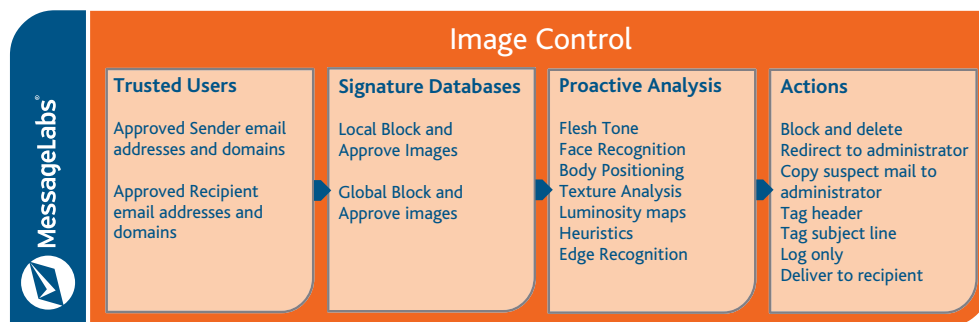 Image Control
MessageLabs®
Trusted Users
Approved Sender email
addresses and domains
Approved Recipient
email addresses and
domains
Signature Databases
Local Block and
Approve Images
Global Block and
Approve images
Proactive Analysis
Flesh Tone
Face Recognition
Body Positioning
Texture Analysis
Luminosity maps
Heuristics
Edge Recognition
Actions
Block and delete
Redirect to administrator
Copy suspect mail to
administrator
Tag header
Tag subject line
Log only
Deliver to recipient